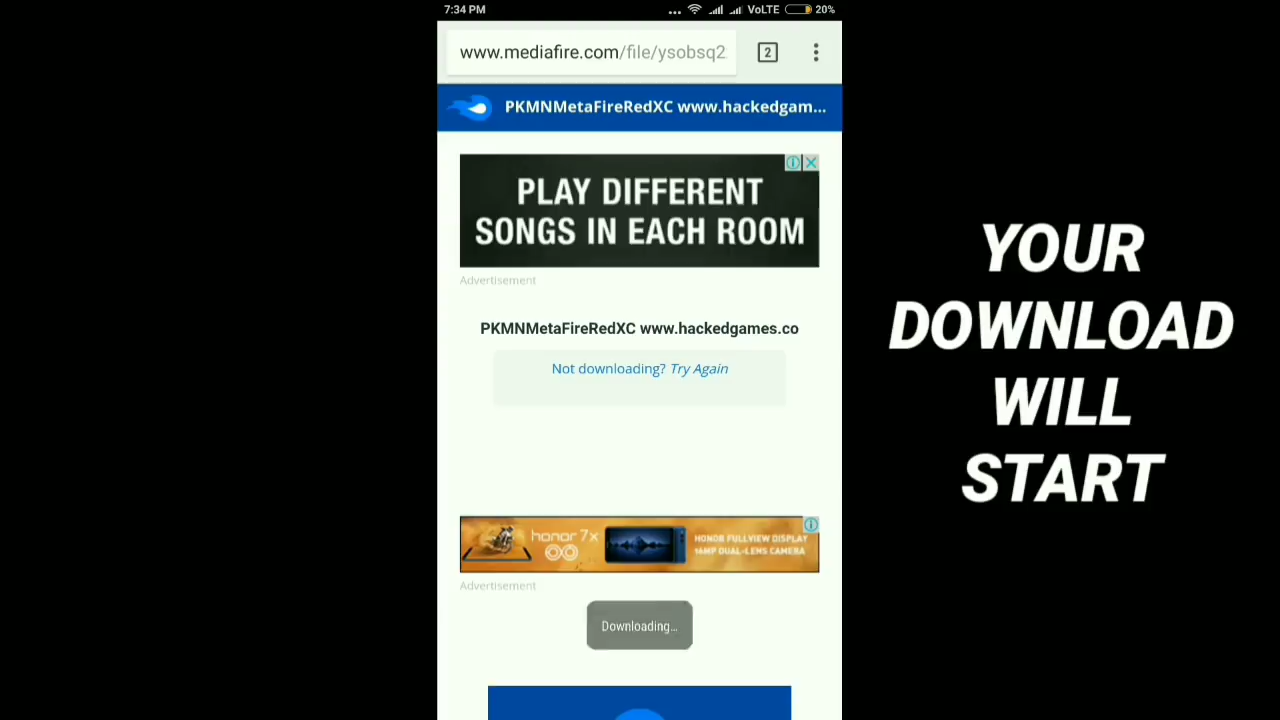 7:34 PM
... VoLTE 20%
www.mediafire.com/file/ysobsq2
2
PKMNMetaFireRedXC www.hackedgam...
PLAY DIFFERENT
SONGS IN EACH ROOM
Advertisement
PKMNMetaFireRedXC www.hackedgames.co
Not downloading? Try Again
honor 7x
HONOR FULLVIEW DISPLAY
16MP DUAL-LENS CAMERA
Advertisement
Downloading...
YOUR
DOWNLOAD
WILL
START